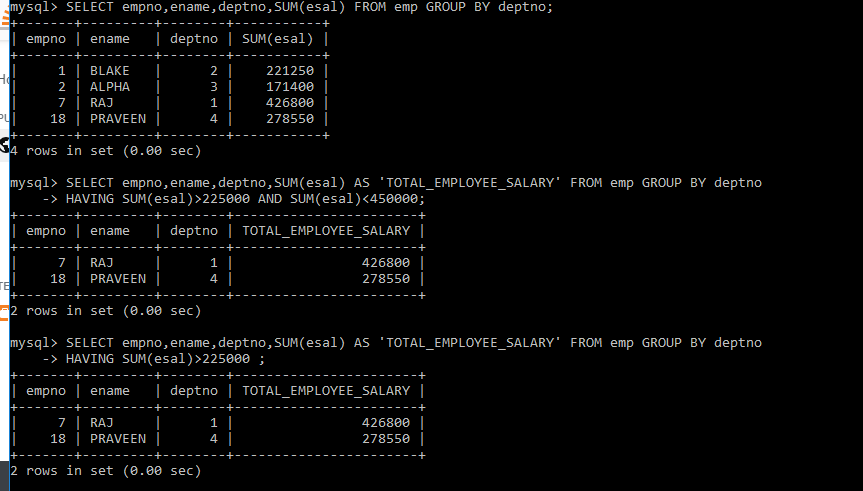 mysql> SELECT empno,ename,deptno,SUM(esal) FROM emp GROUP BY deptno;
+-------+---------+--------+-----------+
| empno | ename   | deptno | SUM(esal) |
+-------+---------+--------+-----------+
|     1 | BLAKE   |      2 |    221250 |
|     2 | ALPHA   |      3 |    171400 |
|     7 | RAJ     |      1 |    426800 |
|    18 | PRAVEEN |      4 |    278550 |
+-------+---------+--------+-----------+
4 rows in set (0.00 sec)
mysql> SELECT empno,ename,deptno,SUM(esal) AS 'TOTAL_EMPLOYEE_SALARY' FROM emp GROUP BY deptno
    -> HAVING SUM(esal)>225000 AND SUM(esal)<450000;
+-------+---------+--------+-----------------------+
| empno | ename   | deptno | TOTAL_EMPLOYEE_SALARY |
+-------+---------+--------+-----------------------+
|     7 | RAJ     |      1 |                426800 |
|    18 | PRAVEEN |      4 |                278550 |
+-------+---------+--------+-----------------------+
2 rows in set (0.00 sec)
mysql> SELECT empno,ename,deptno,SUM(esal) AS 'TOTAL_EMPLOYEE_SALARY' FROM emp GROUP BY deptno
    -> HAVING SUM(esal)>225000 ;
+-------+---------+--------+-----------------------+
| empno | ename   | deptno | TOTAL_EMPLOYEE_SALARY |
+-------+---------+--------+-----------------------+
|     7 | RAJ     |      1 |                426800 |
|    18 | PRAVEEN |      4 |                278550 |
+-------+---------+--------+-----------------------+
2 rows in set (0.00 sec)